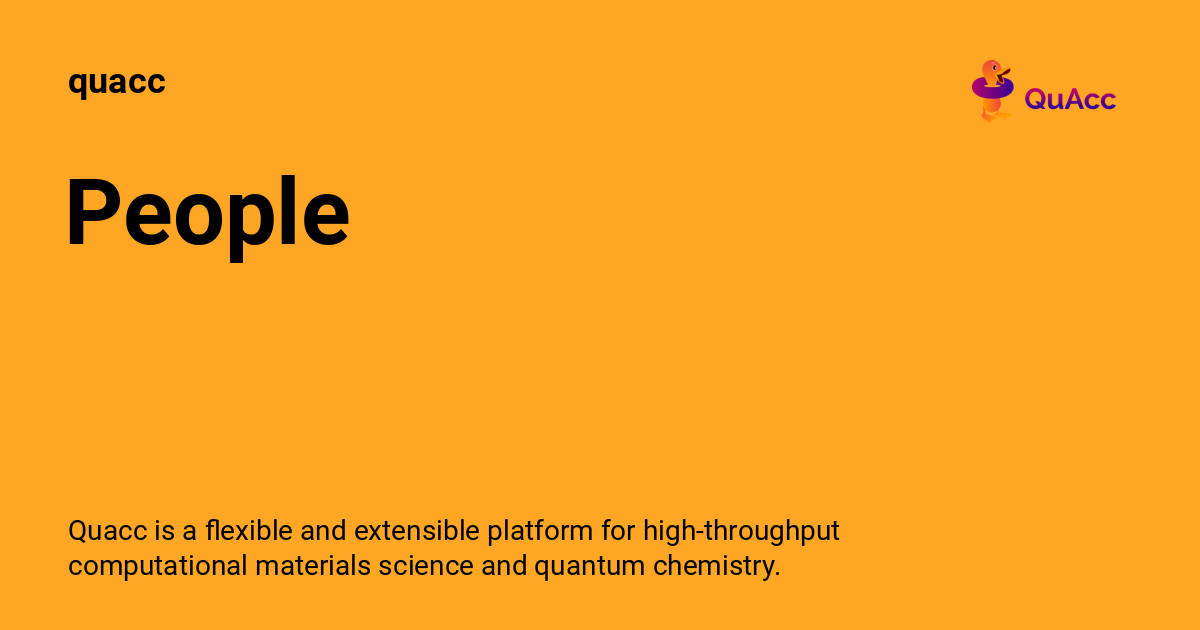 quacc
QuAcc
People
Quacc is a flexible and extensible platform for high-throughput
computational materials science and quantum chemistry.